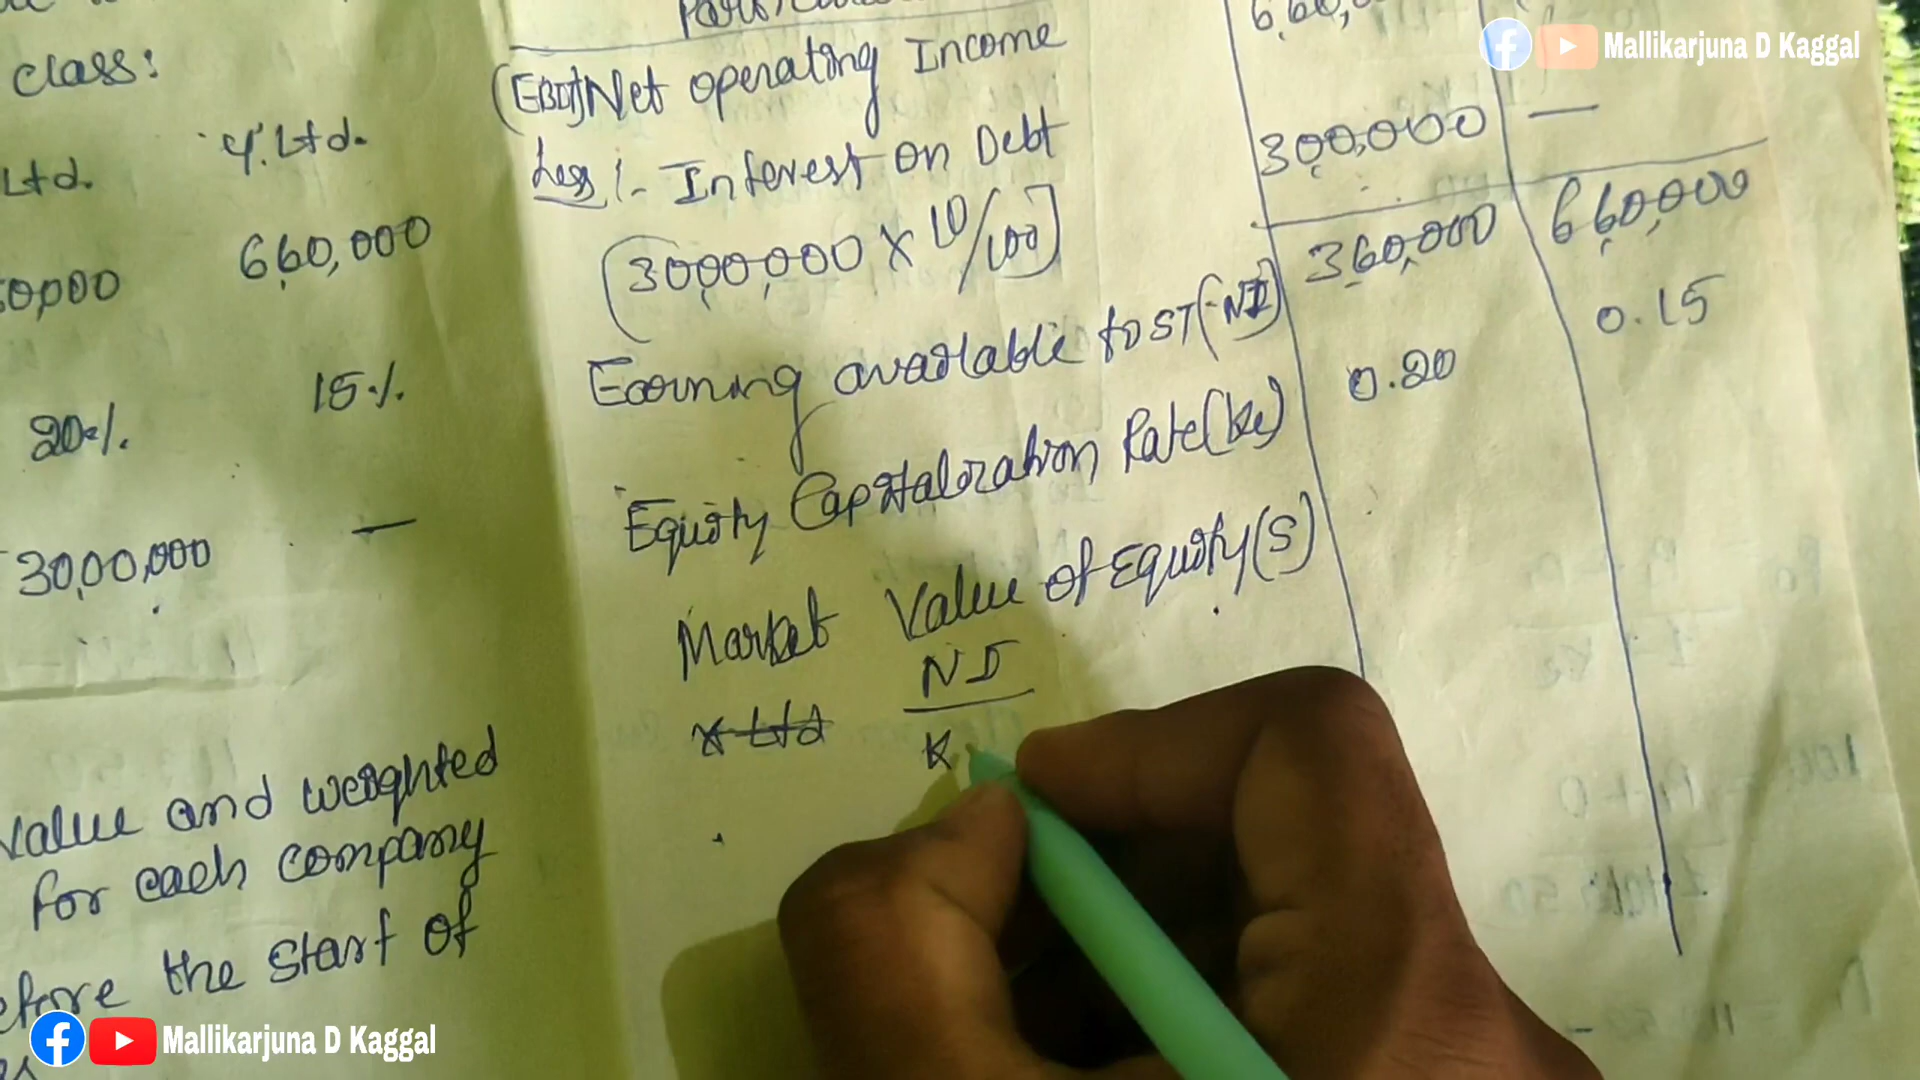 class:
Ltd. Y.Ltd.
660,000
20% 15%
30,00,000 —
Value and weighted
for each company
before the start of
(EBIT) Net operating Income
Less :- Interest on Debt 300,000 —
(3000,000 X 10/100] 360,000 660,000
Earning available to ST(-NI)
Equity Capitalization Rate(Ke) 0.20 0.15
Market Value of Equity(S)
X Ltd NI
K
Mallikarjuna D Kaggal
Mallikarjuna D Kaggal